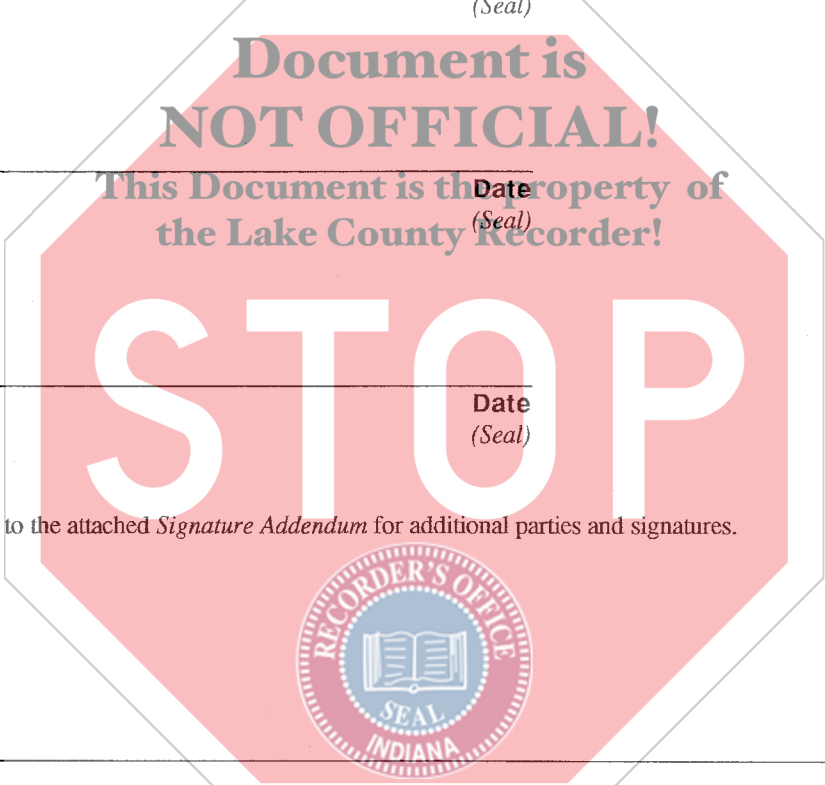 (Seal)
Document is
NOT OFFICIAL!
Date
This Document is the property of
(Seal)
the Lake County Recorder!
STOP
Date
(Seal)
to the attached Signature Addendum for additional parties and signatures.
RECORDER'S OFFICE
SEAL
INDIANA